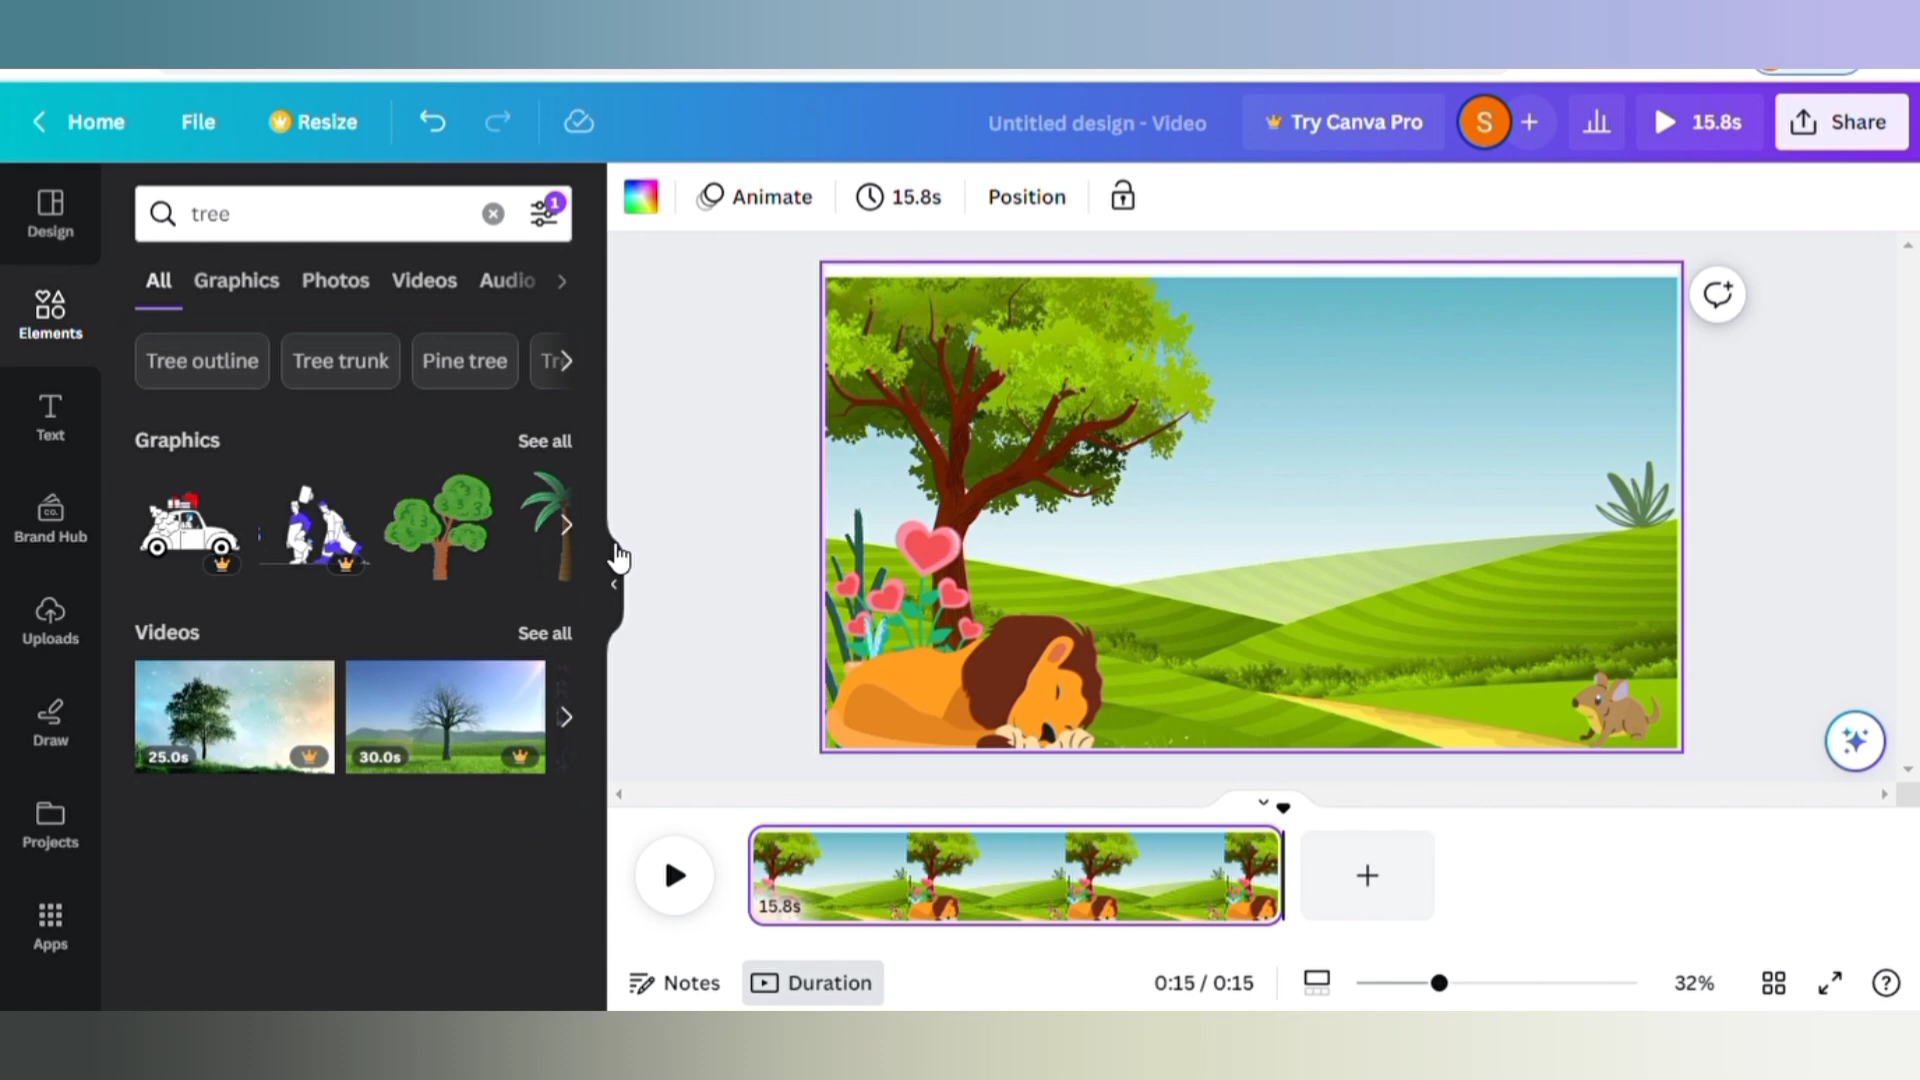 Home File Resize Untitled design - Video Try Canva Pro S + 15.8s Share
Design
Elements
Text
Brand Hub
CO.
Uploads
Draw
Projects
Apps
tree 1
All Graphics Photos Videos Audio
Tree outline Tree trunk Pine tree
Graphics See all
Videos See all
25.0s 30.0s
Animate 15.8s Position
15.8s
Notes Duration 0:15 / 0:15 32% ?